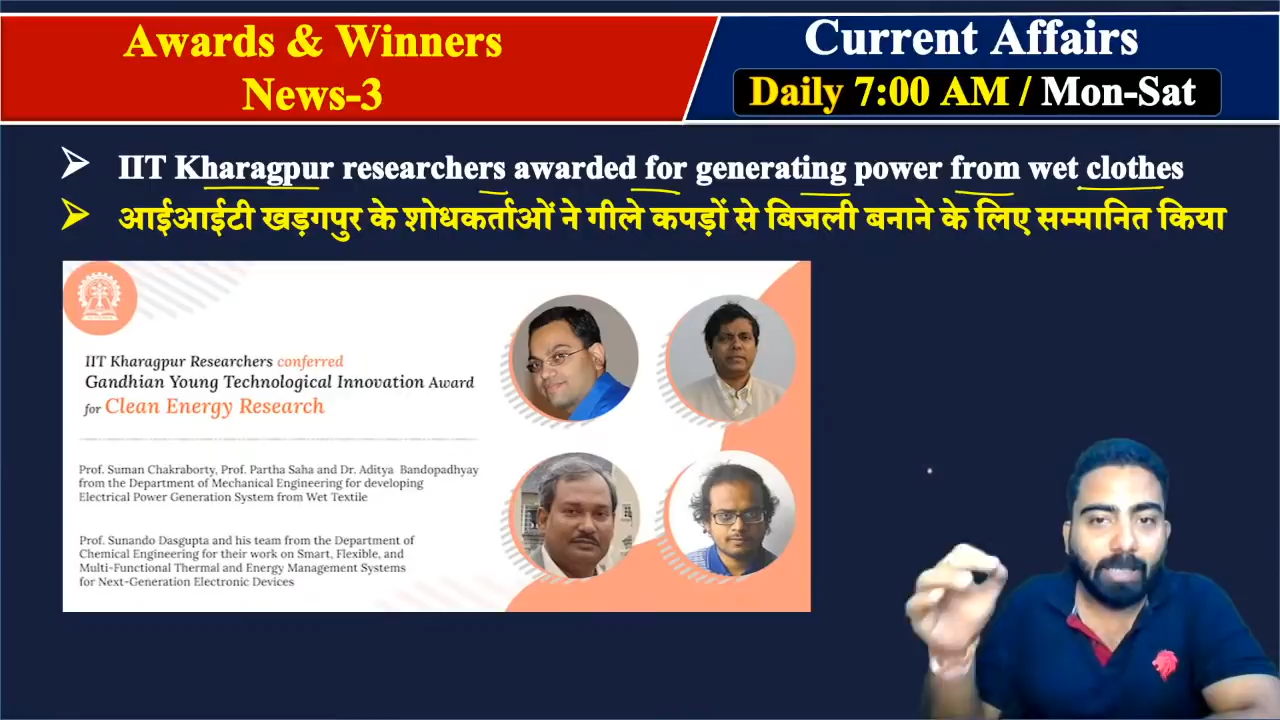 Awards & Winners
News-3
Current Affairs
Daily 7:00 AM / Mon-Sat
IIT Kharagpur researchers awarded for generating power from wet clothes
आईआईटी खड़गपुर के शोधकर्ताओं ने गीले कपड़ों से बिजली बनाने के लिए सम्मानित किया
IIT Kharagpur Researchers conferred
Gandhian Young Technological Innovation Award
for Clean Energy Research
Prof. Suman Chakraborty, Prof. Partha Saha and Dr. Aditya Bandopadhyay
from the Department of Mechanical Engineering for developing
Electrical Power Generation System from Wet Textile
Prof. Sunando Dasgupta and his team from the Department of
Chemical Engineering for their work on Smart, Flexible, and
Multi-Functional Thermal and Energy Management Systems
for Next-Generation Electronic Devices